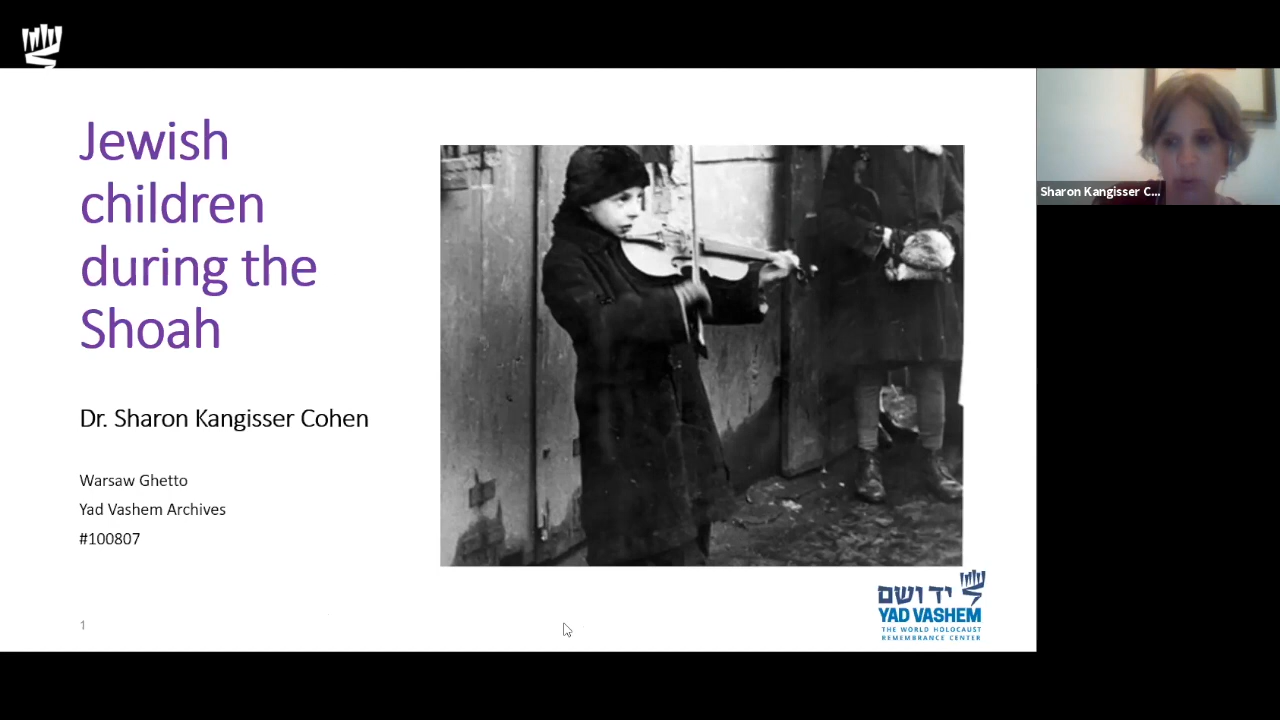 Jewish
children
during the
Shoah
Dr. Sharon Kangisser Cohen
Warsaw Ghetto
Yad Vashem Archives
#100807
1
יד ושם
YAD VASHEM
THE WORLD HOLOCAUST
REMEMBRANCE CENTER
Sharon Kangisser C...